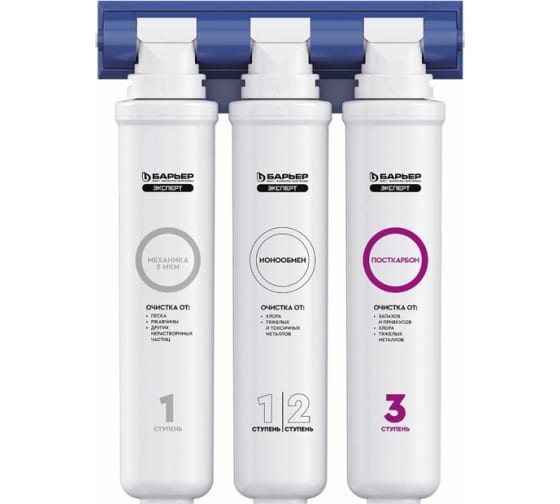 БАРЬЕР
ЭКСПЕРТ
МЕХАНИКА
5 МКМ
ОЧИСТКА ОТ:
• ПЕСКА
• РЖАВЧИНЫ
• ДРУГИХ
НЕРАСТВОРИМЫХ
ЧАСТИЦ
1
СТУПЕНЬ
БАРЬЕР
ЭКСПЕРТ
ИОНООБМЕН
ОЧИСТКА ОТ:
• ХЛОРА
• ТЯЖЕЛЫХ
И ТОКСИЧНЫХ
МЕТАЛЛОВ
1|2
СТУПЕНЬ|СТУПЕНЬ
БАРЬЕР
ЭКСПЕРТ
ПОСТКАРБОН
ОЧИСТКА ОТ:
• ЗАПАХОВ
И ПРИВКУСОВ
• ХЛОРА
• ТЯЖЕЛЫХ
МЕТАЛЛОВ
3
СТУПЕНЬ